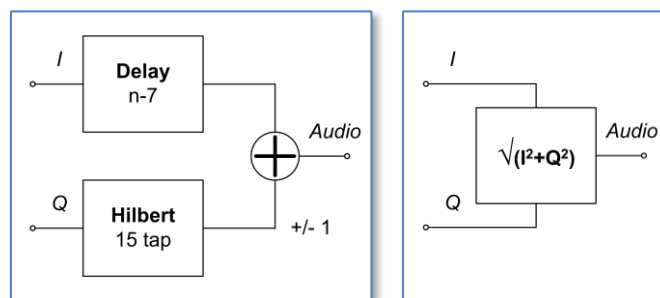 I
Delay
n-7
Audio
Q
Hilbert
15 tap
+/- 1
I
√(I²+Q²)
Audio
Q